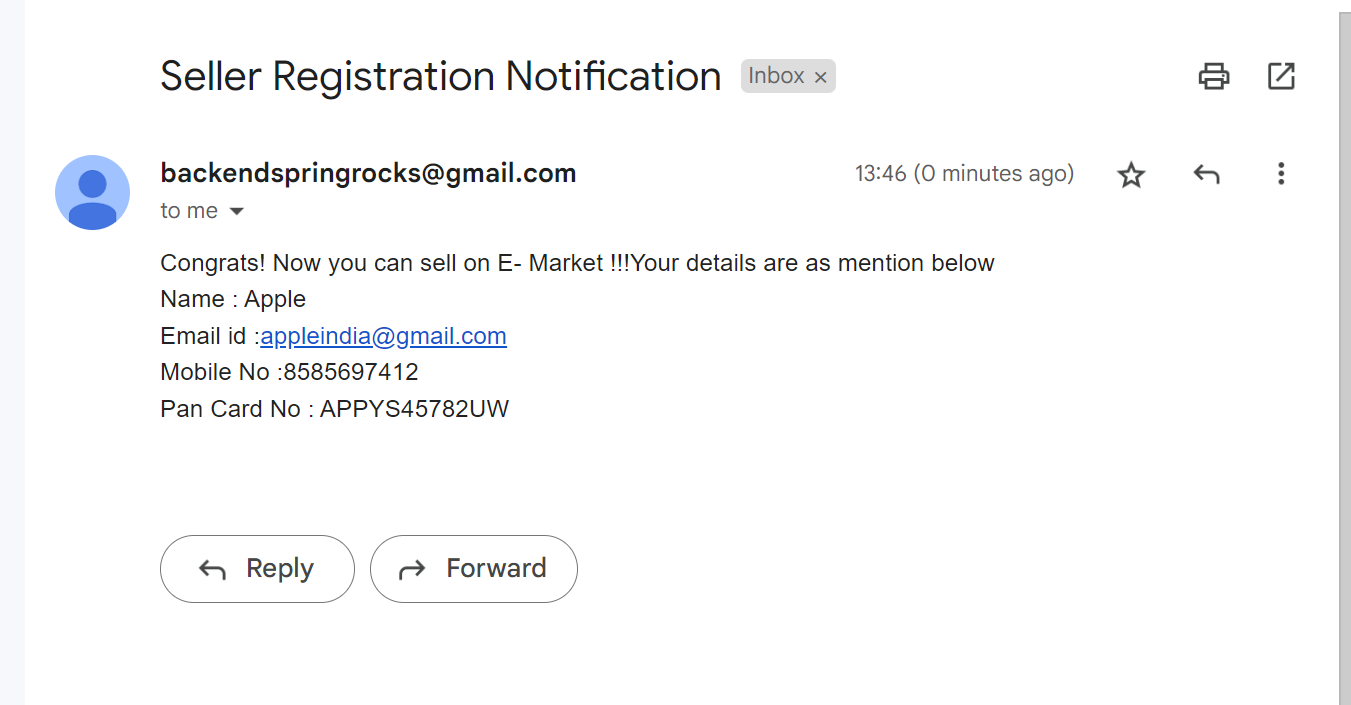 Seller Registration Notification Inbox ×
backendspringrocks@gmail.com 13:46 (0 minutes ago)
to me
Congrats! Now you can sell on E- Market !!!Your details are as mention below
Name : Apple
Email id :appleindia@gmail.com
Mobile No :8585697412
Pan Card No : APPYS45782UW
Reply Forward